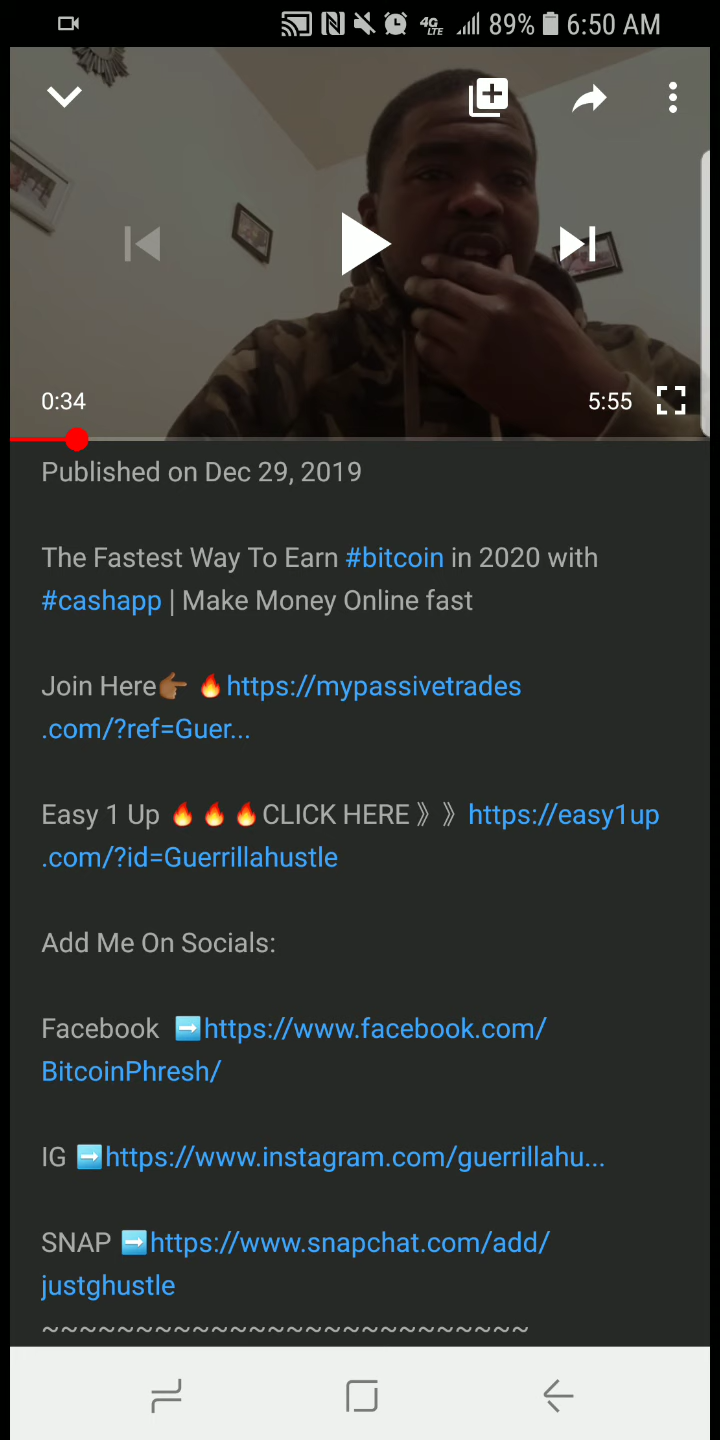 4G LTE 89% 6:50 AM
0:34 5:55
Published on Dec 29, 2019
The Fastest Way To Earn #bitcoin in 2020 with
#cashapp | Make Money Online fast
Join Here👉🏾 🔥https://mypassivetrades
.com/?ref=Guer...
Easy 1 Up 🔥🔥🔥CLICK HERE 》》https://easy1up
.com/?id=Guerrillahustle
Add Me On Socials:
Facebook ➡️https://www.facebook.com/
BitcoinPhresh/
IG ➡️https://www.instagram.com/guerrillahu...
SNAP ➡️https://www.snapchat.com/add/
justghustle
~~~~~~~~~~~~~~~~~~~~~~~~~~